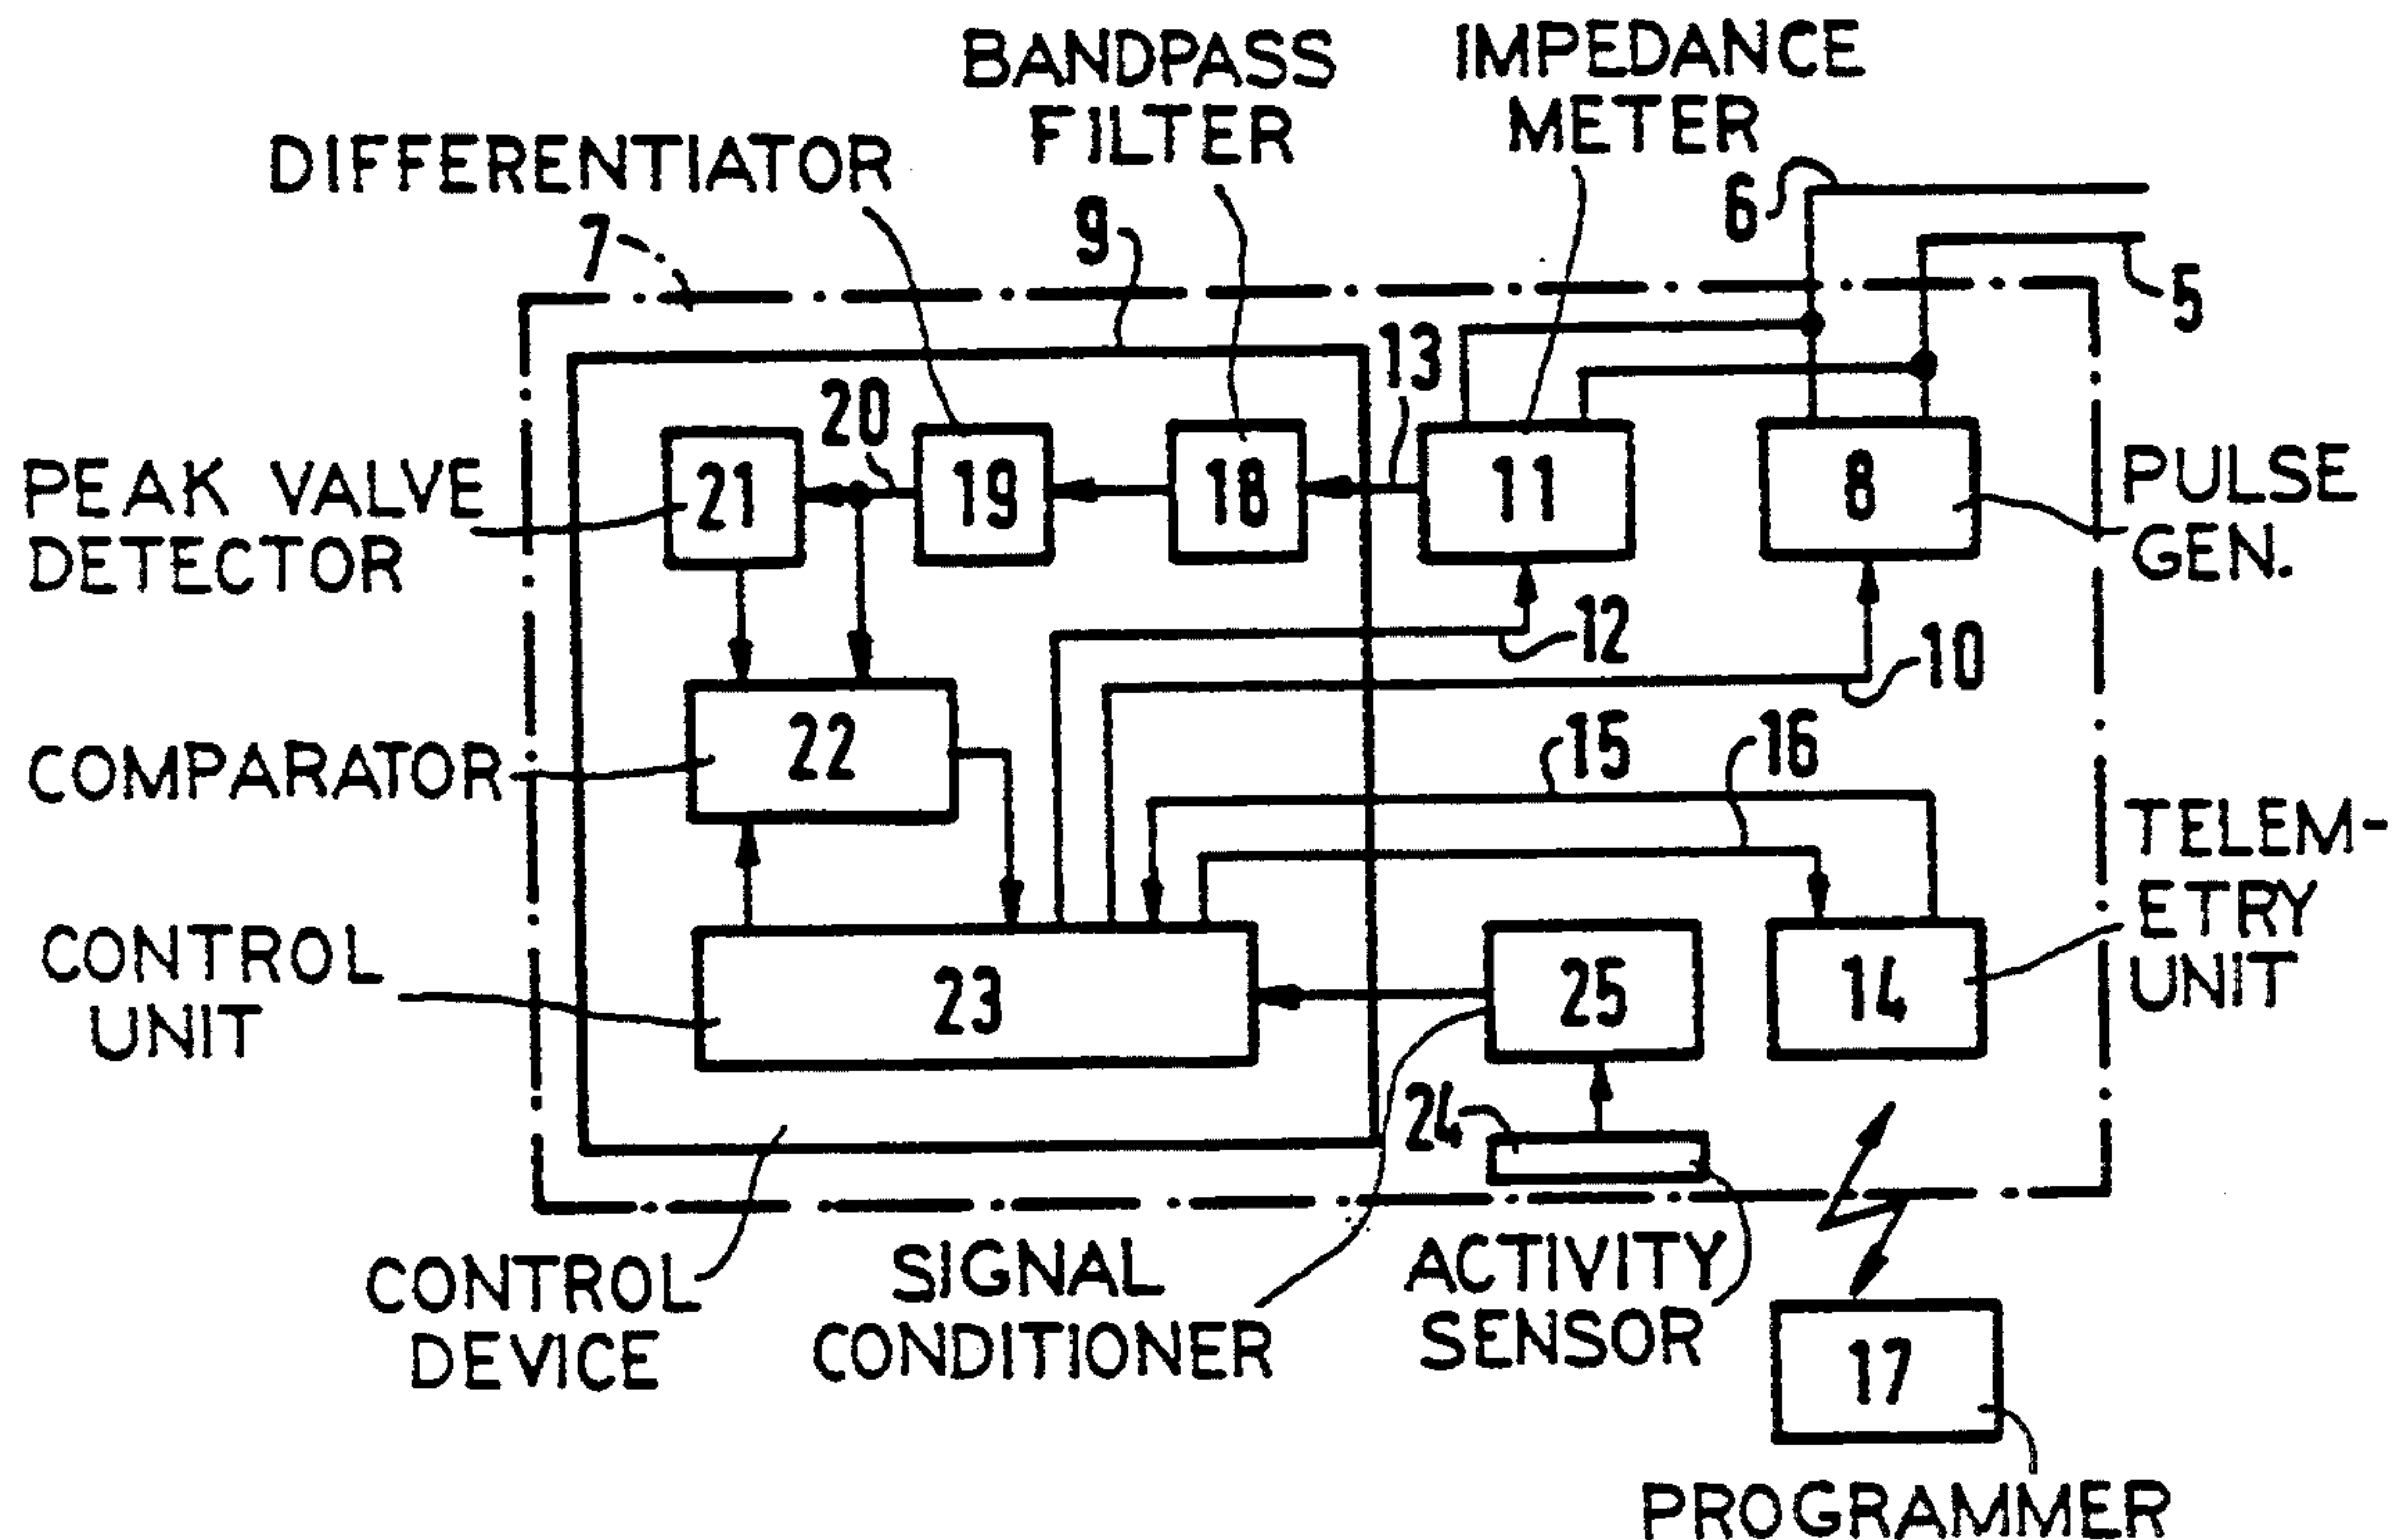 BANDPASS
FILTER
IMPEDANCE
METER
DIFFERENTIATOR
7
9
6
5
13
20
PEAK VALVE
DETECTOR
21
19
18
11
8
PULSE
GEN.
12
10
COMPARATOR
22
15
16
TELEM-
ETRY
UNIT
CONTROL
UNIT
23
25
14
24
CONTROL
DEVICE
SIGNAL
CONDITIONER
ACTIVITY
SENSOR
17
PROGRAMMER